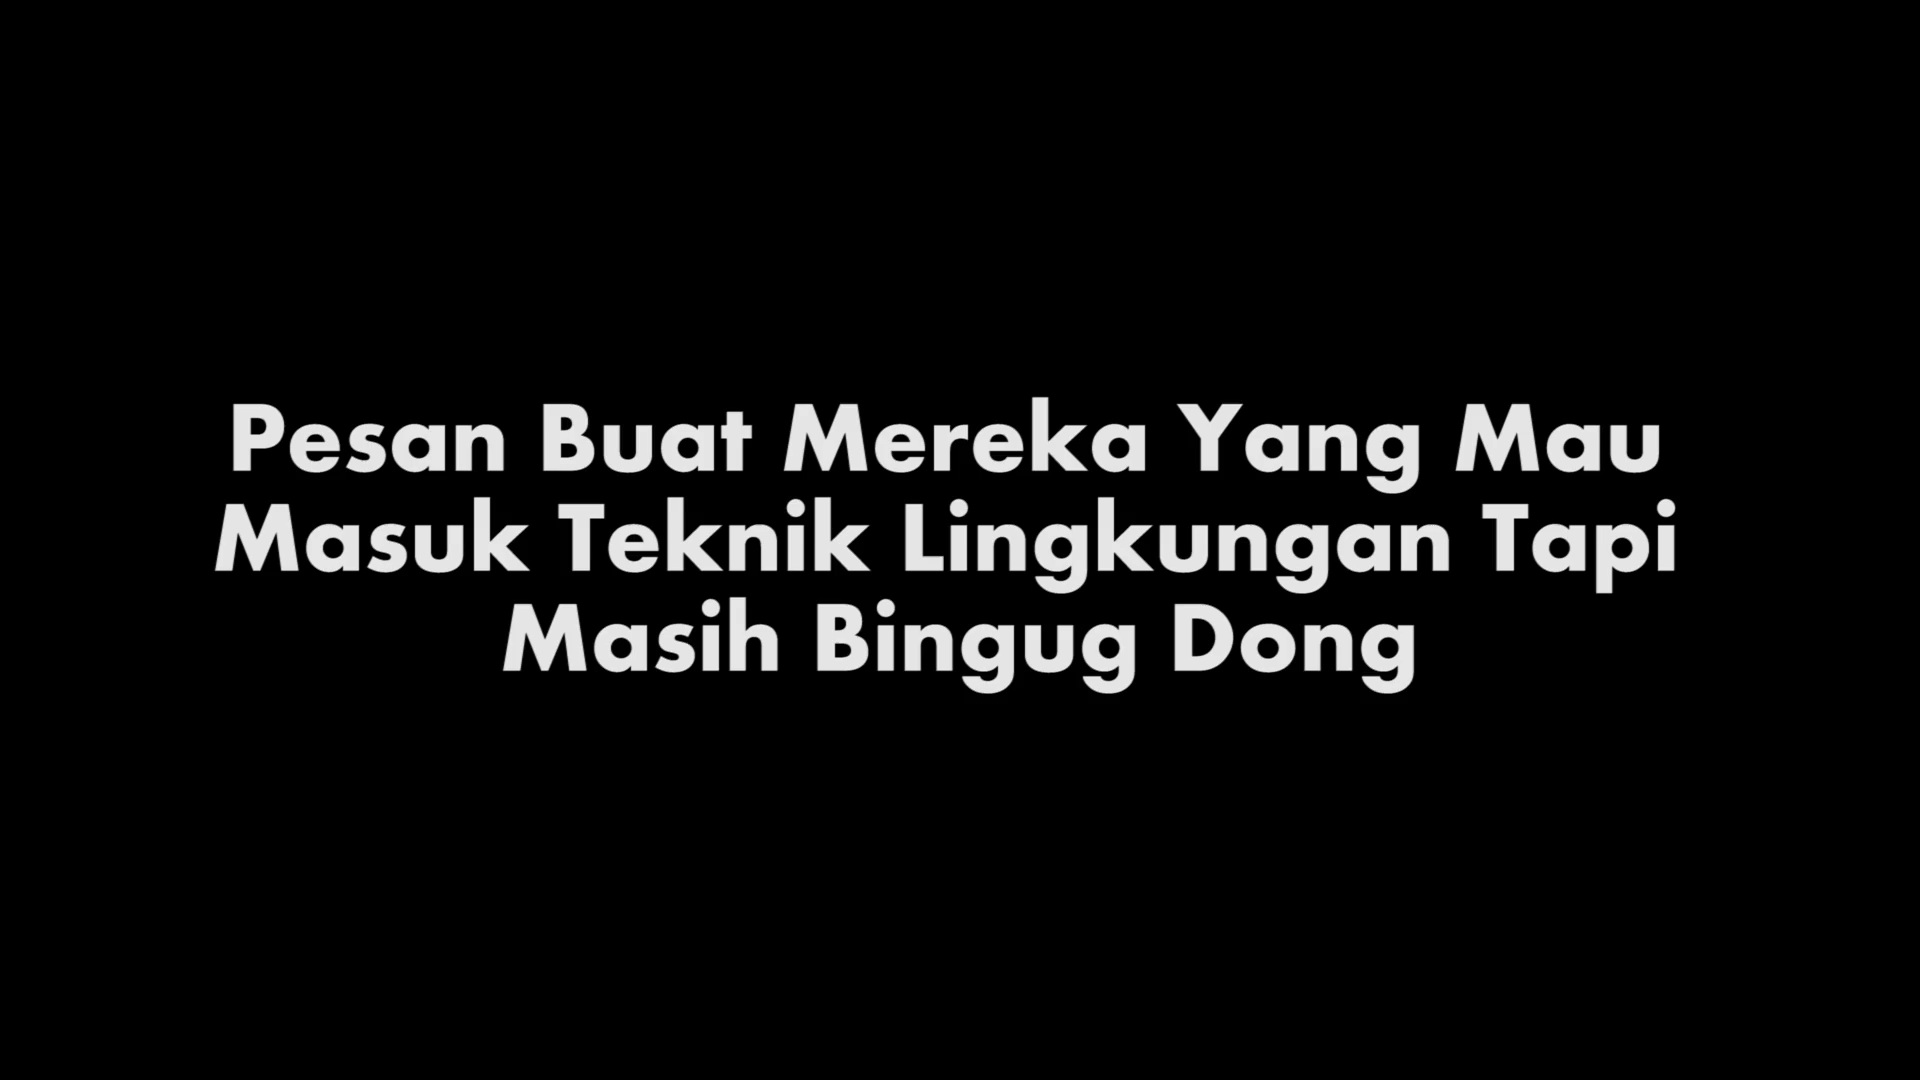 Pesan Buat Mereka Yang Mau
Masuk Teknik Lingkungan Tapi
Masih Bingug Dong